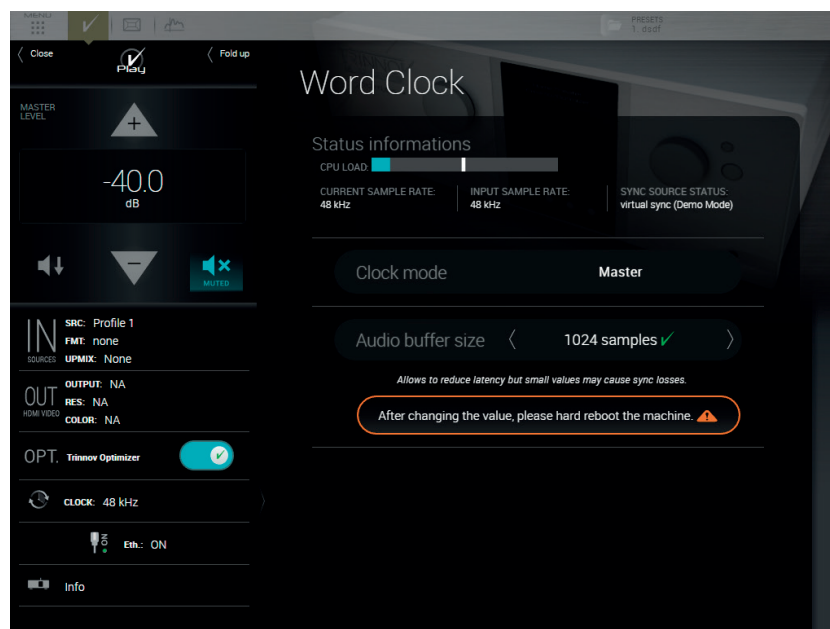 MENU
PRESETS
1. dsdf
Close
Play
Fold up
MASTER
LEVEL
-40.0
dB
MUTED
IN
SOURCES
SRC: Profile 1
FMT: none
UPMIX: None
OUT
HDMI VIDEO
OUTPUT: NA
RES: NA
COLOR: NA
OPT. Trinnov Optimizer
CLOCK: 48 kHz
ON
Eth.: ON
Info
Word Clock
Status informations
CPU LOAD:
CURRENT SAMPLE RATE:
48 kHz
INPUT SAMPLE RATE:
48 kHz
SYNC SOURCE STATUS:
virtual sync (Demo Mode)
Clock mode Master
Audio buffer size 1024 samples
Allows to reduce latency but small values may cause sync losses.
After changing the value, please hard reboot the machine.